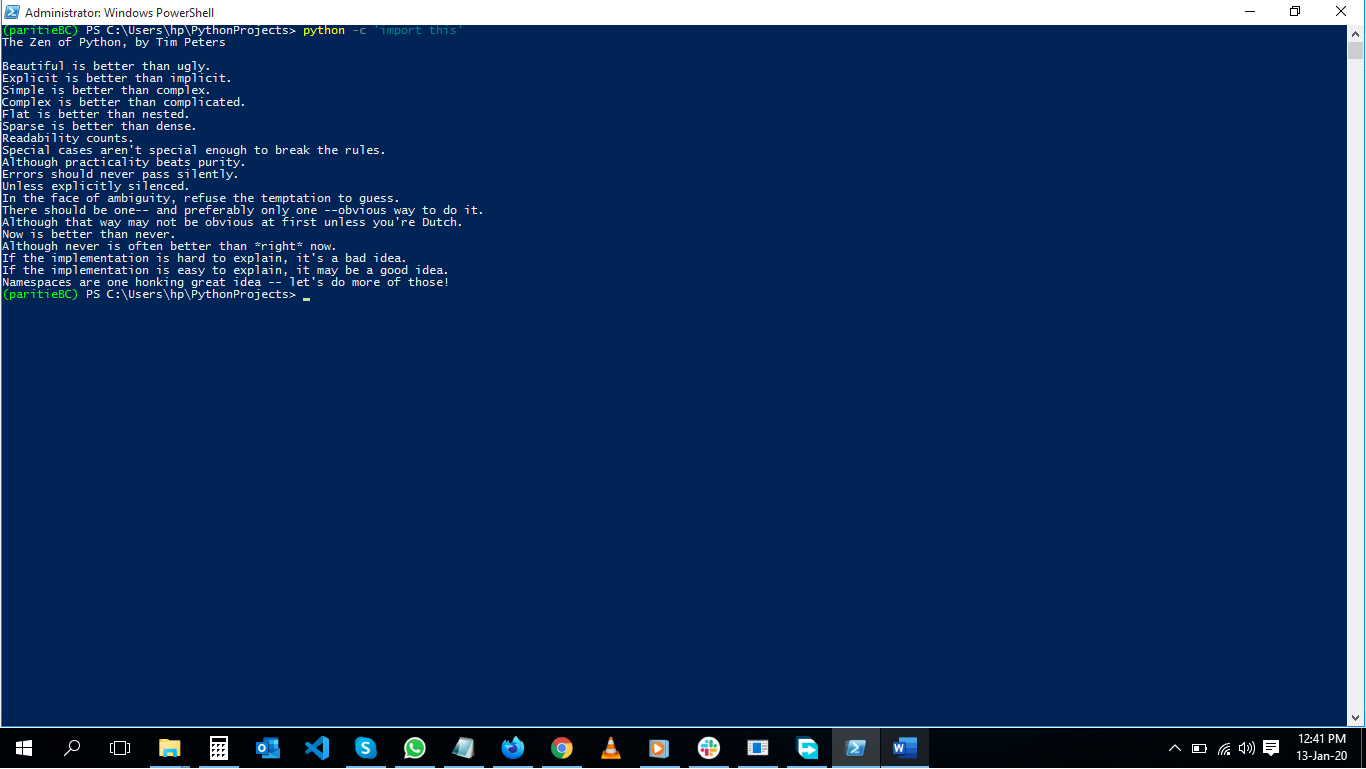 Administrator: Windows PowerShell
(paritieBC) PS C:\Users\hp\PythonProjects> python -c 'import this'
The Zen of Python, by Tim Peters

Beautiful is better than ugly.
Explicit is better than implicit.
Simple is better than complex.
Complex is better than complicated.
Flat is better than nested.
Sparse is better than dense.
Readability counts.
Special cases aren't special enough to break the rules.
Although practicality beats purity.
Errors should never pass silently.
Unless explicitly silenced.
In the face of ambiguity, refuse the temptation to guess.
There should be one-- and preferably only one --obvious way to do it.
Although that way may not be obvious at first unless you're Dutch.
Now is better than never.
Although never is often better than *right* now.
If the implementation is hard to explain, it's a bad idea.
If the implementation is easy to explain, it may be a good idea.
Namespaces are one honking great idea -- let's do more of those!
(paritieBC) PS C:\Users\hp\PythonProjects>
12:41 PM
13-Jan-20